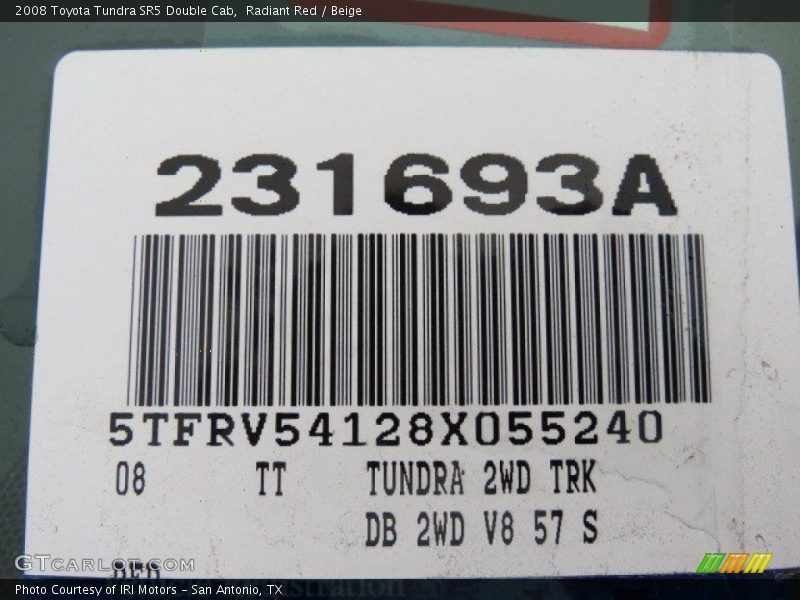 2008 Toyota Tundra SR5 Double Cab,  Radiant Red / Beige
231693A
5TFRV54128X055240
08 TT TUNDRA 2WD TRK
DB 2WD V8 57 S
RED
GTCarLot.com
Photo Courtesy of IRI Motors - San Antonio, TX